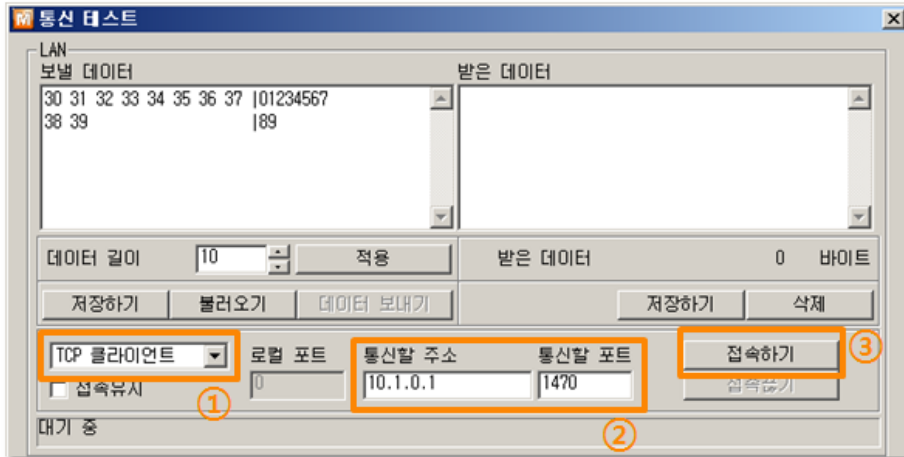 통신 테스트
LAN
보낼 데이터
받은 데이터
30 31 32 33 34 35 36 37 |01234567
38 39 |89
데이터 길이 10 적용
받은 데이터 0 바이트
저장하기 불러오기 데이터 보내기
저장하기 삭제
TCP 클라이언트
로컬 포트
통신할 주소
통신할 포트
접속하기
③
접속유지
①
0
10.1.0.1
1470
②
접속끊기
대기 중